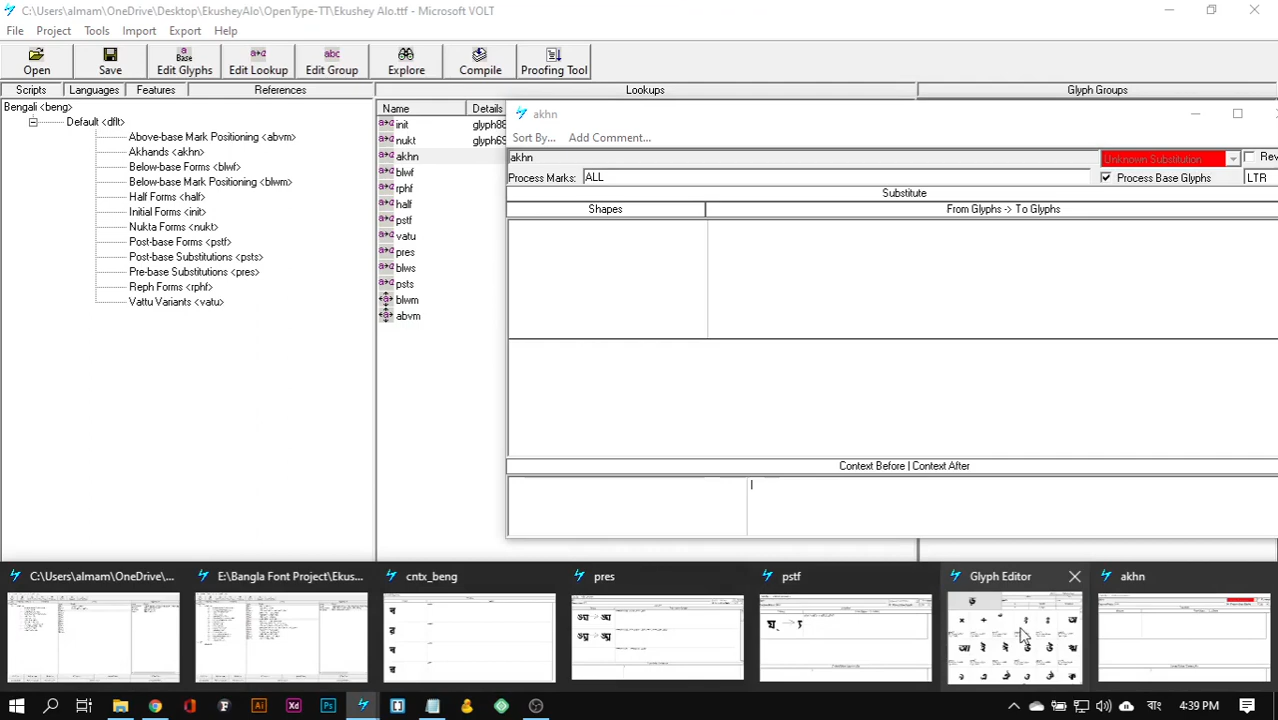 C:\Users\almam\OneDrive\Desktop\EkusheyAlo\OpenType-TT\Ekushey Alo.ttf - Microsoft VOLT
File Project Tools Import Export Help
Base
abc
Open Save Edit Glyphs Edit Lookup Edit Group Explore Compile Proofing Tool
Scripts Languages Features References Lookups Glyph Groups
Bengali <beng>
Default <dflt>
Above-base Mark Positioning <abvm>
Akhands <akhn>
Below-base Forms <blwf>
Below-base Mark Positioning <blwm>
Half Forms <half>
Initial Forms <init>
Nukta Forms <nukt>
Post-base Forms <pstf>
Post-base Substitutions <psts>
Pre-base Substitutions <pres>
Reph Forms <rphf>
Vattu Variants <vatu>
Name Details
init glyph88
nukt glyph69
akhn
blwf
rphf
half
pstf
vatu
pres
blws
psts
blwm
abvm
akhn
Sort By... Add Comment...
akhn Unknown Substitution Rev
Process Marks: ALL Process Base Glyphs LTR
Substitute
Shapes From Glyphs -> To Glyphs
Context Before | Context After
C:\Users\almam\OneDrive\... E:\Bangla Font Project\Ekus... cntx_beng pres pstf Glyph Editor akhn
Xd Ps বাং 4:39 PM